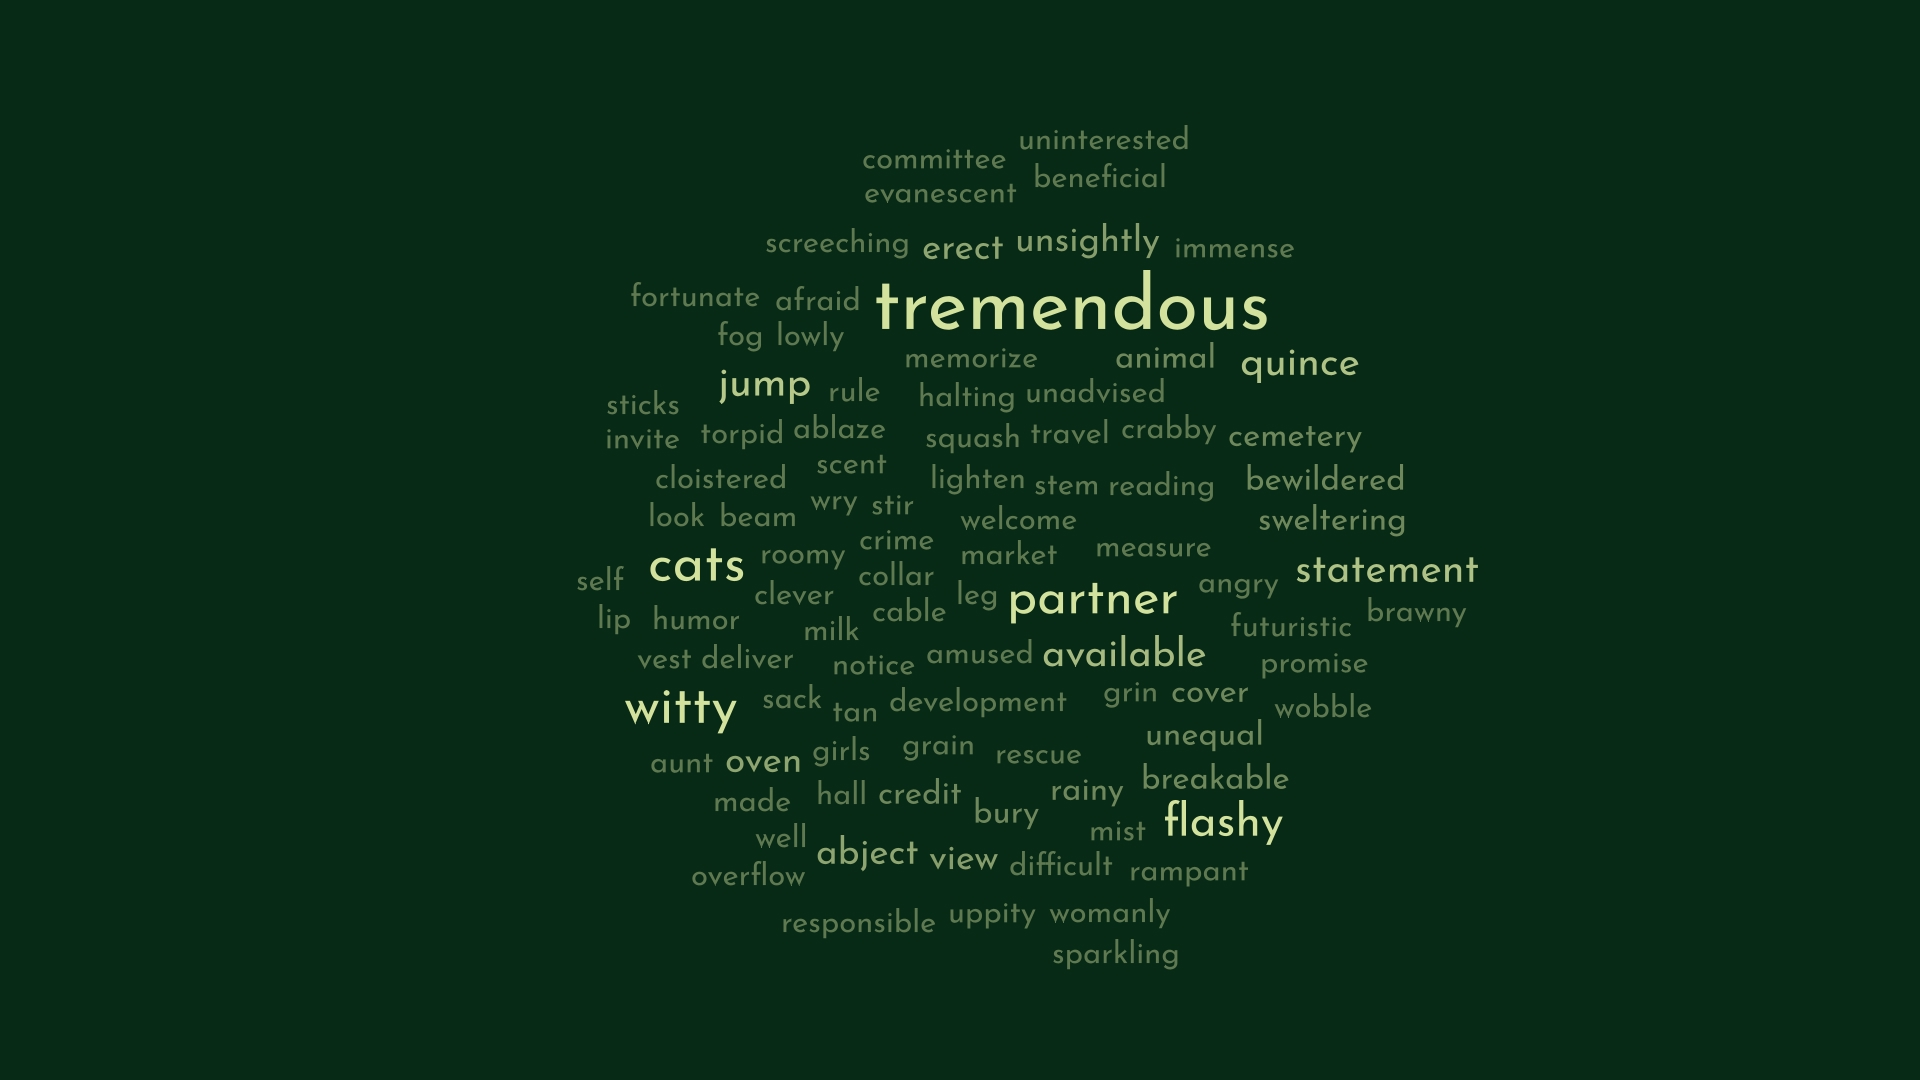 uninterested
committee
beneficial
evanescent
screeching erect unsightly immense
fortunate afraid tremendous
fog lowly
memorize animal quince
jump rule halting unadvised
sticks
invite torpid ablaze squash travel crabby cemetery
scent
cloistered lighten stem reading bewildered
wry stir
look beam welcome sweltering
crime
cats roomy market measure statement
self collar angry
clever cable leg partner brawny
lip humor milk futuristic
vest deliver notice amused available promise
witty sack tan development grin cover wobble
unequal
aunt oven girls grain rescue
breakable
made hall credit bury rainy flashy
well mist
abject view difficult rampant
overflow
responsible uppity womanly
sparkling